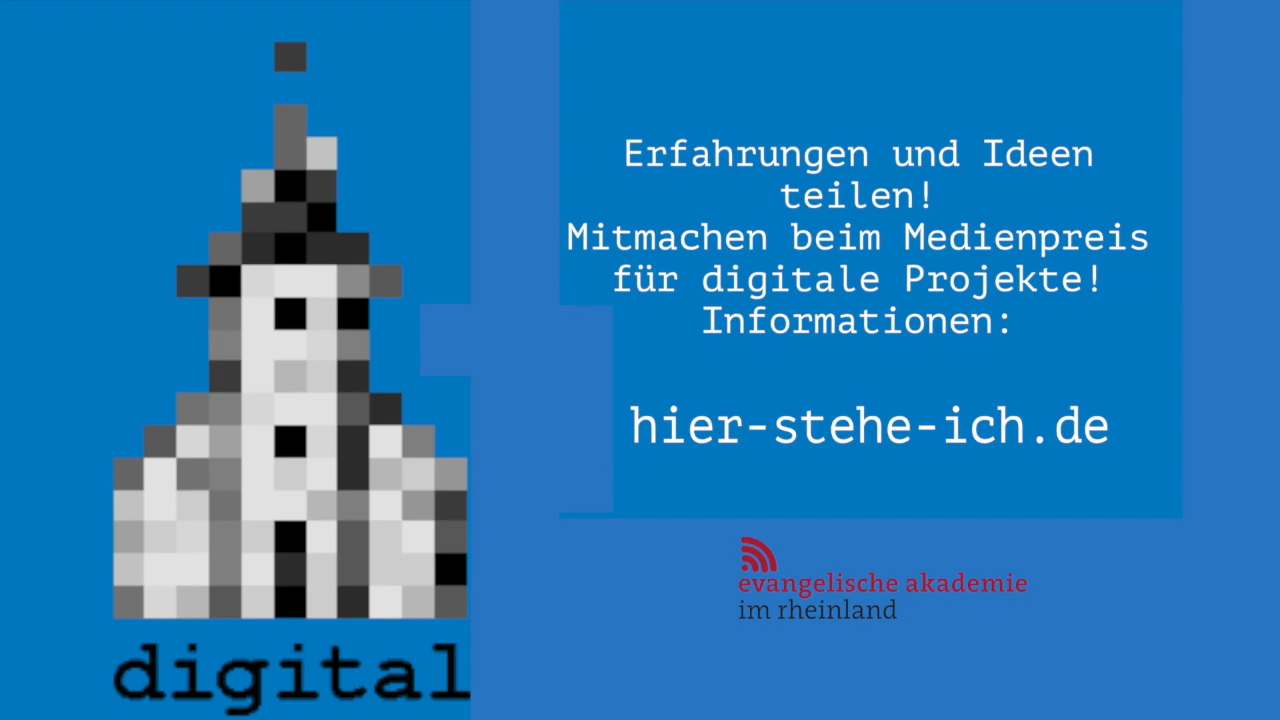 Erfahrungen und Ideen
teilen!
Mitmachen beim Medienpreis
für digitale Projekte!
Informationen:
hier-stehe-ich.de
evangelische akademie
im rheinland
digital